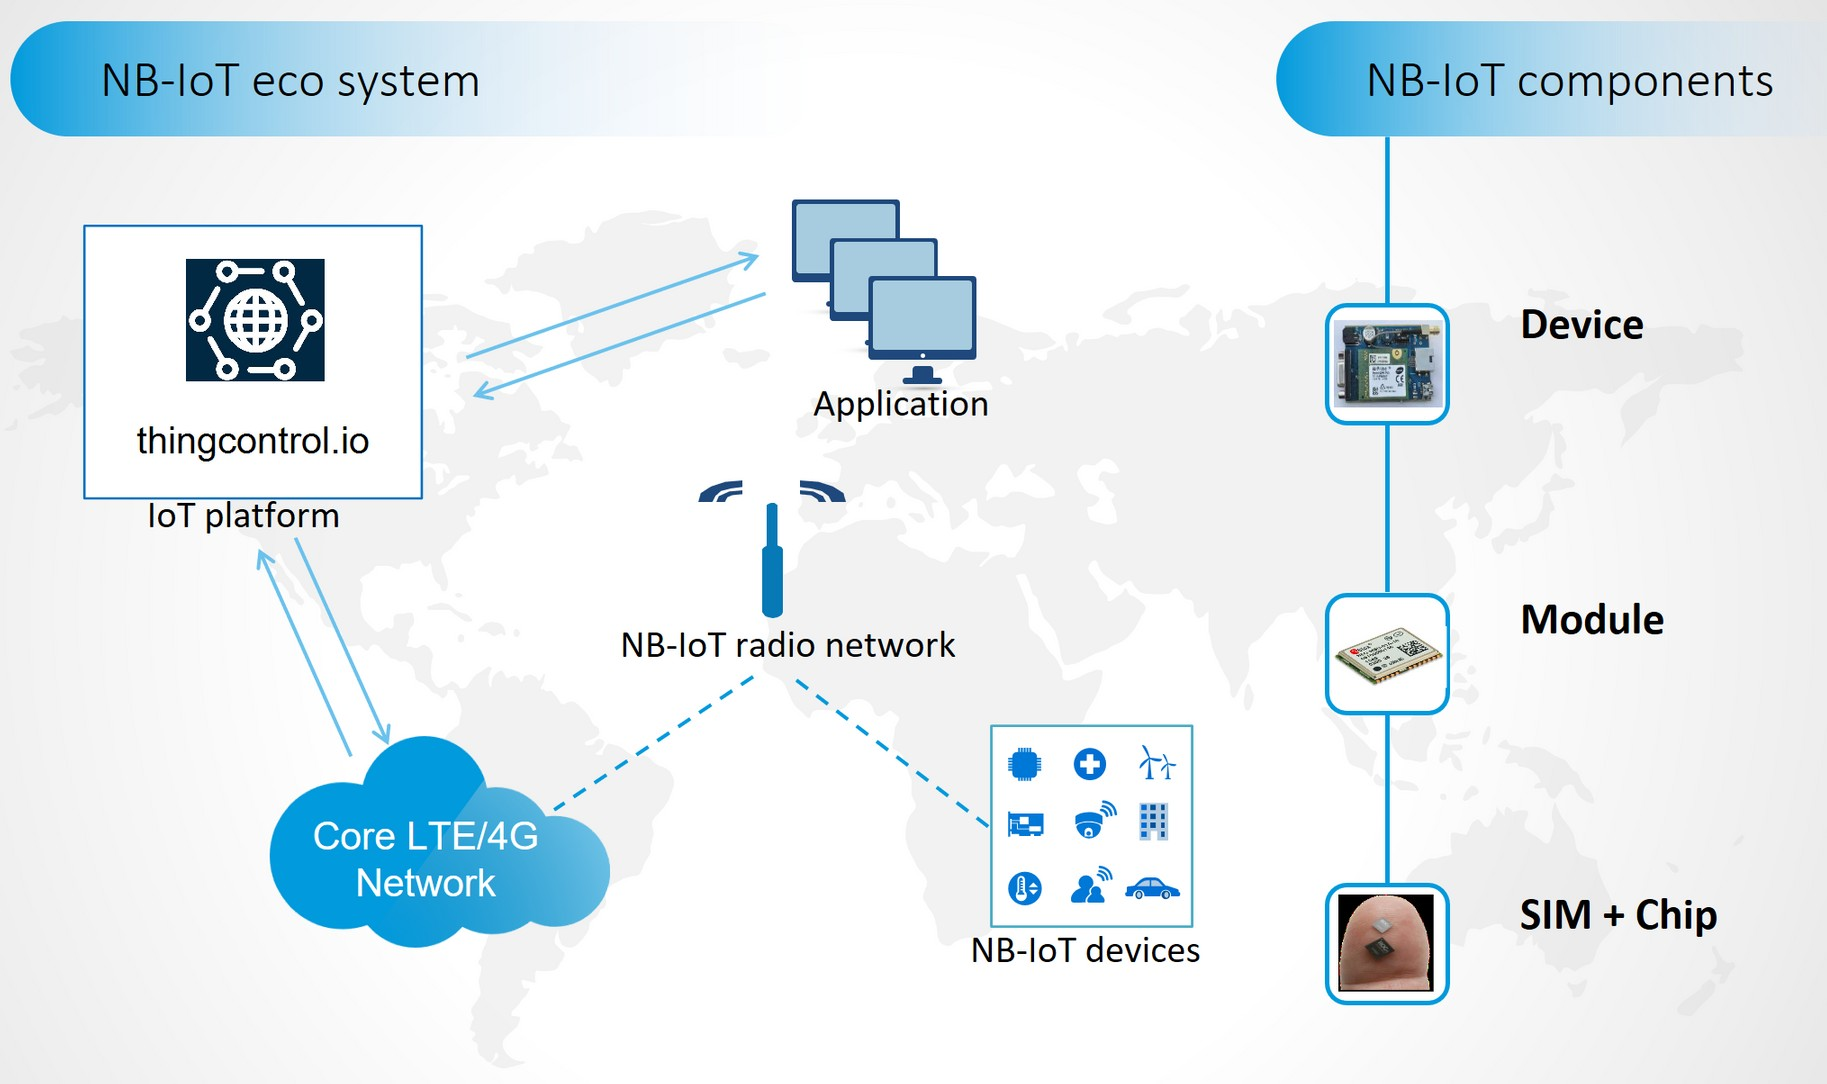 NB-IoT eco system
NB-IoT components
thingcontrol.io
IoT platform
Application
NB-IoT radio network
Core LTE/4G
Network
NB-IoT devices
Device
Module
SIM + Chip